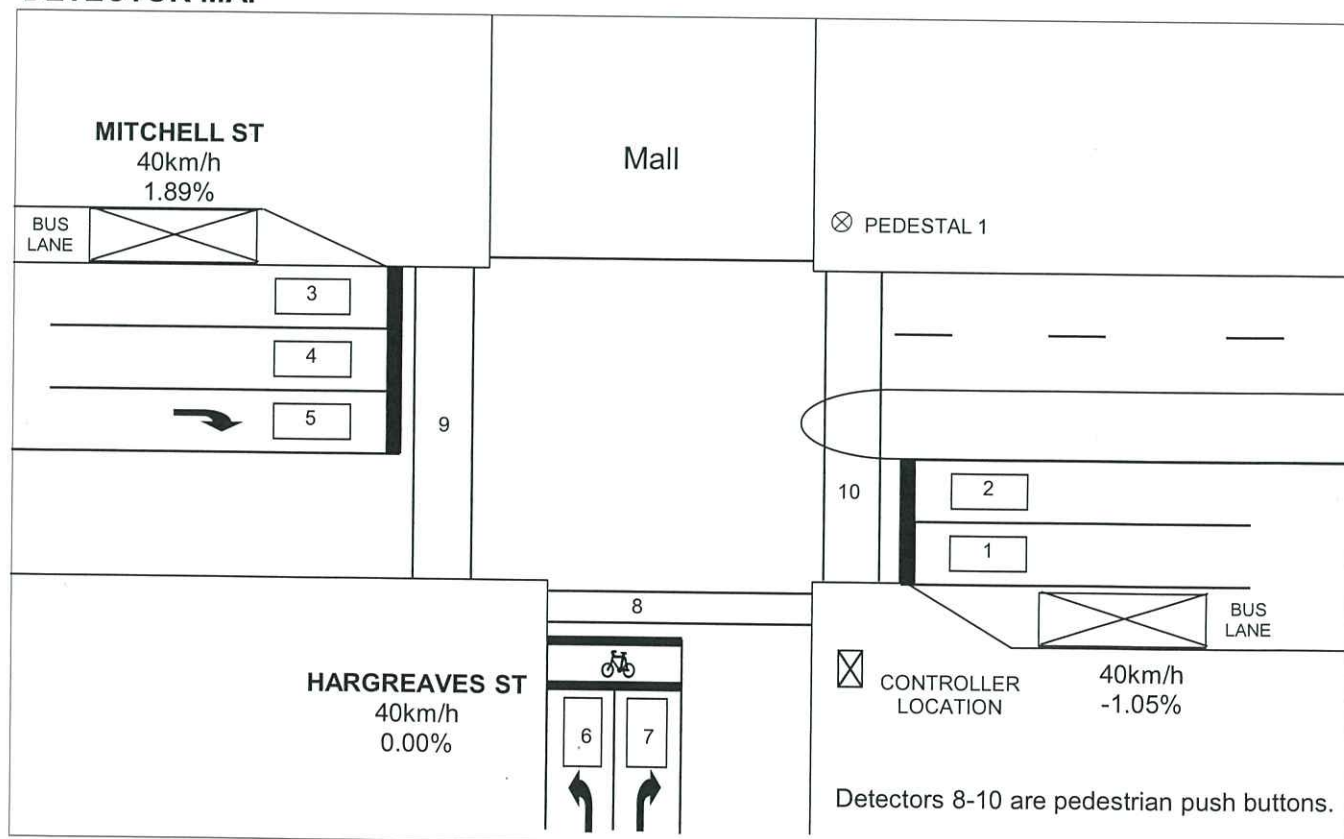 MITCHELL ST
40km/h
1.89%
Mall
BUS
LANE
PEDESTAL 1
3
4
5
9
10
2
1
8
BUS
LANE
HARGREAVES ST
40km/h
0.00%
6
7
CONTROLLER
LOCATION
40km/h
-1.05%
Detectors 8-10 are pedestrian push buttons.